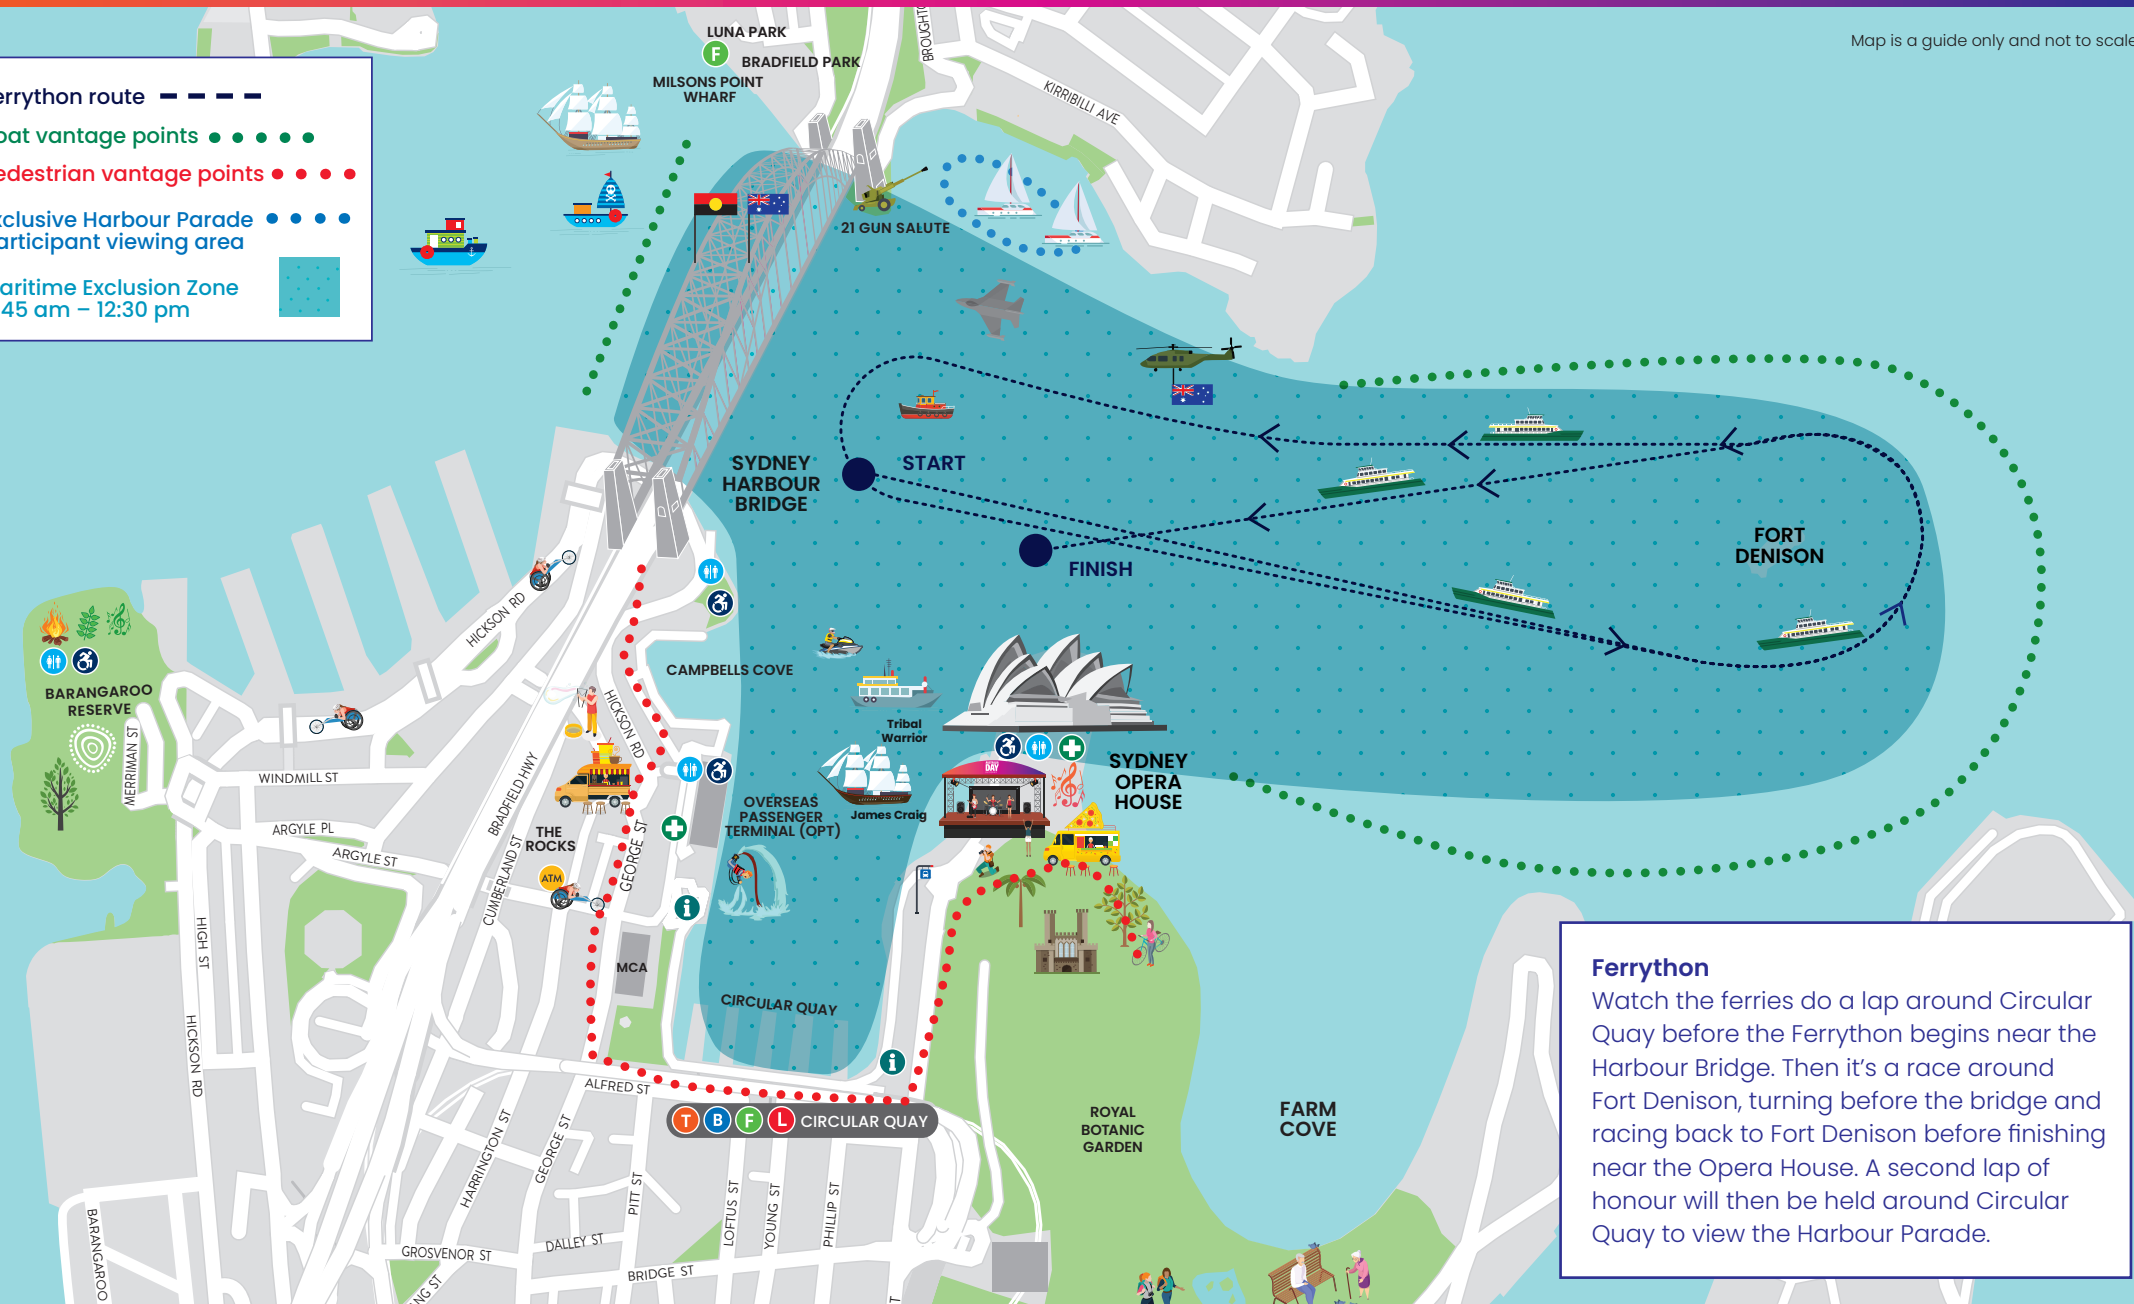 Map is a guide only and not to scale
LUNA PARK
F
BRADFIELD PARK
MILSONS POINT
WHARF
KIRRIBILLI AVE
errython route
oat vantage points
edestrian vantage points
xclusive Harbour Parade
articipant viewing area
aritime Exclusion Zone
45 am – 12:30 pm
21 GUN SALUTE
SYDNEY
HARBOUR
BRIDGE
START
FINISH
FORT
DENISON
HICKSON RD
CAMPBELLS COVE
BARANGAROO
RESERVE
MERRIMAN ST
HICKSON RD
Tribal
Warrior
WINDMILL ST
BRADFIELD HWY
SYDNEY
OPERA
HOUSE
DAY
OVERSEAS
PASSENGER
TERMINAL (OPT)
James Craig
ARGYLE PL
ARGYLE ST
THE
ROCKS
GEORGE ST
CUMBERLAND ST
ATM
i
B
HIGH ST
MCA
CIRCULAR QUAY
HICKSON RD
i
ALFRED ST
T B F L CIRCULAR QUAY
HARRINGTON ST
GEORGE ST
PITT ST
LOFTUS ST
YOUNG ST
PHILLIP ST
ROYAL
BOTANIC
GARDEN
FARM
COVE
BARANGAROO
GROSVENOR ST
DALLEY ST
BRIDGE ST
NG ST
T
Ferrython
Watch the ferries do a lap around Circular
Quay before the Ferrython begins near the
Harbour Bridge. Then it's a race around
Fort Denison, turning before the bridge and
racing back to Fort Denison before finishing
near the Opera House. A second lap of
honour will then be held around Circular
Quay to view the Harbour Parade.